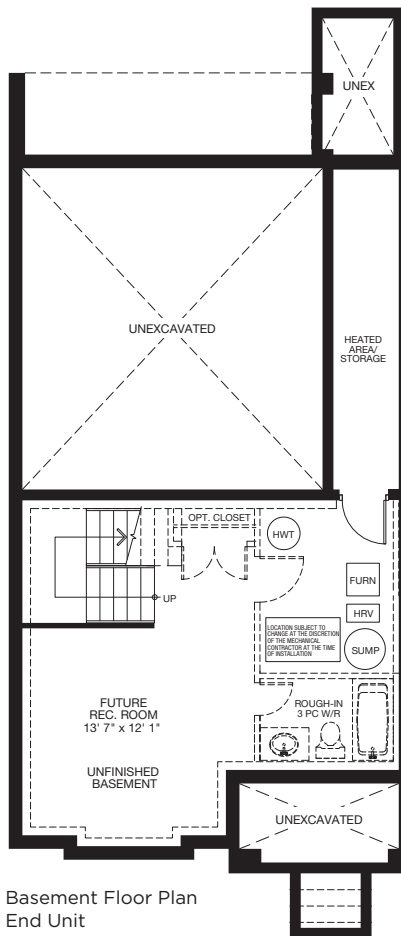 UNEX
UNEXCAVATED
HEATED
AREA/
STORAGE
OPT. CLOSET
HWT
UP
FURN
HRV
LOCATION SUBJECT TO
CHANGE AT THE DISCRETION
OF THE MECHANICAL
CONTRACTOR AT THE TIME
OF INSTALLATION
SUMP
FUTURE
REC. ROOM
13' 7" x 12' 1"
UNFINISHED
BASEMENT
ROUGH-IN
3 PC W/R
UNEXCAVATED
Basement Floor Plan
End Unit